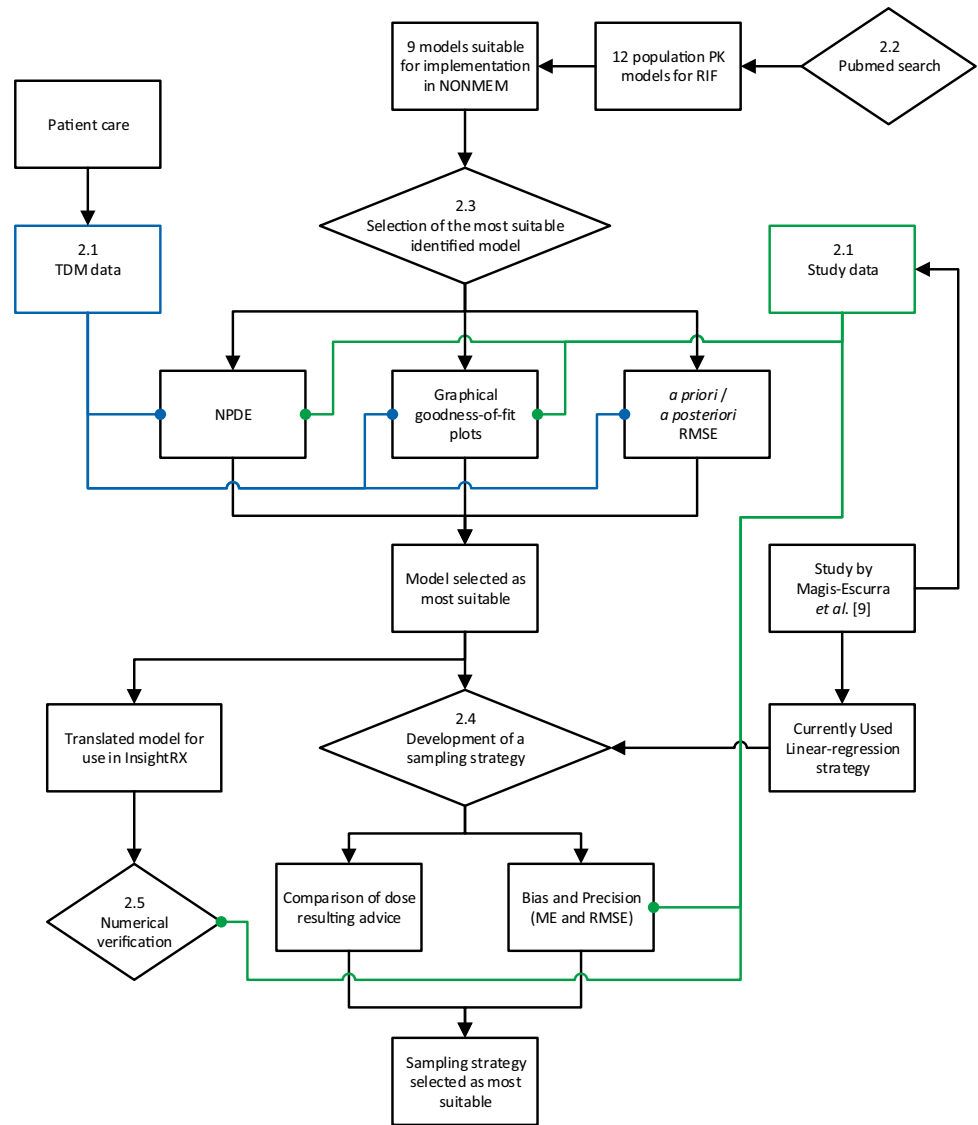 9 models suitable
for implementation
in NONMEM
12 population PK
models for RIF
2.2
Pubmed search
Patient care
2.3
Selection of the most suitable
identified model
2.1
TDM data
2.1
Study data
NPDE
Graphical
goodness-of-fit
plots
a priori /
a posteriori
RMSE
Model selected as
most suitable
Study by
Magis-Escurra
et al. [9]
Translated model for
use in InsightRX
2.4
Development of a
sampling strategy
Currently Used
Linear-regression
strategy
2.5
Numerical
verification
Comparison of dose
resulting advice
Bias and Precision
(ME and RMSE)
Sampling strategy
selected as most
suitable